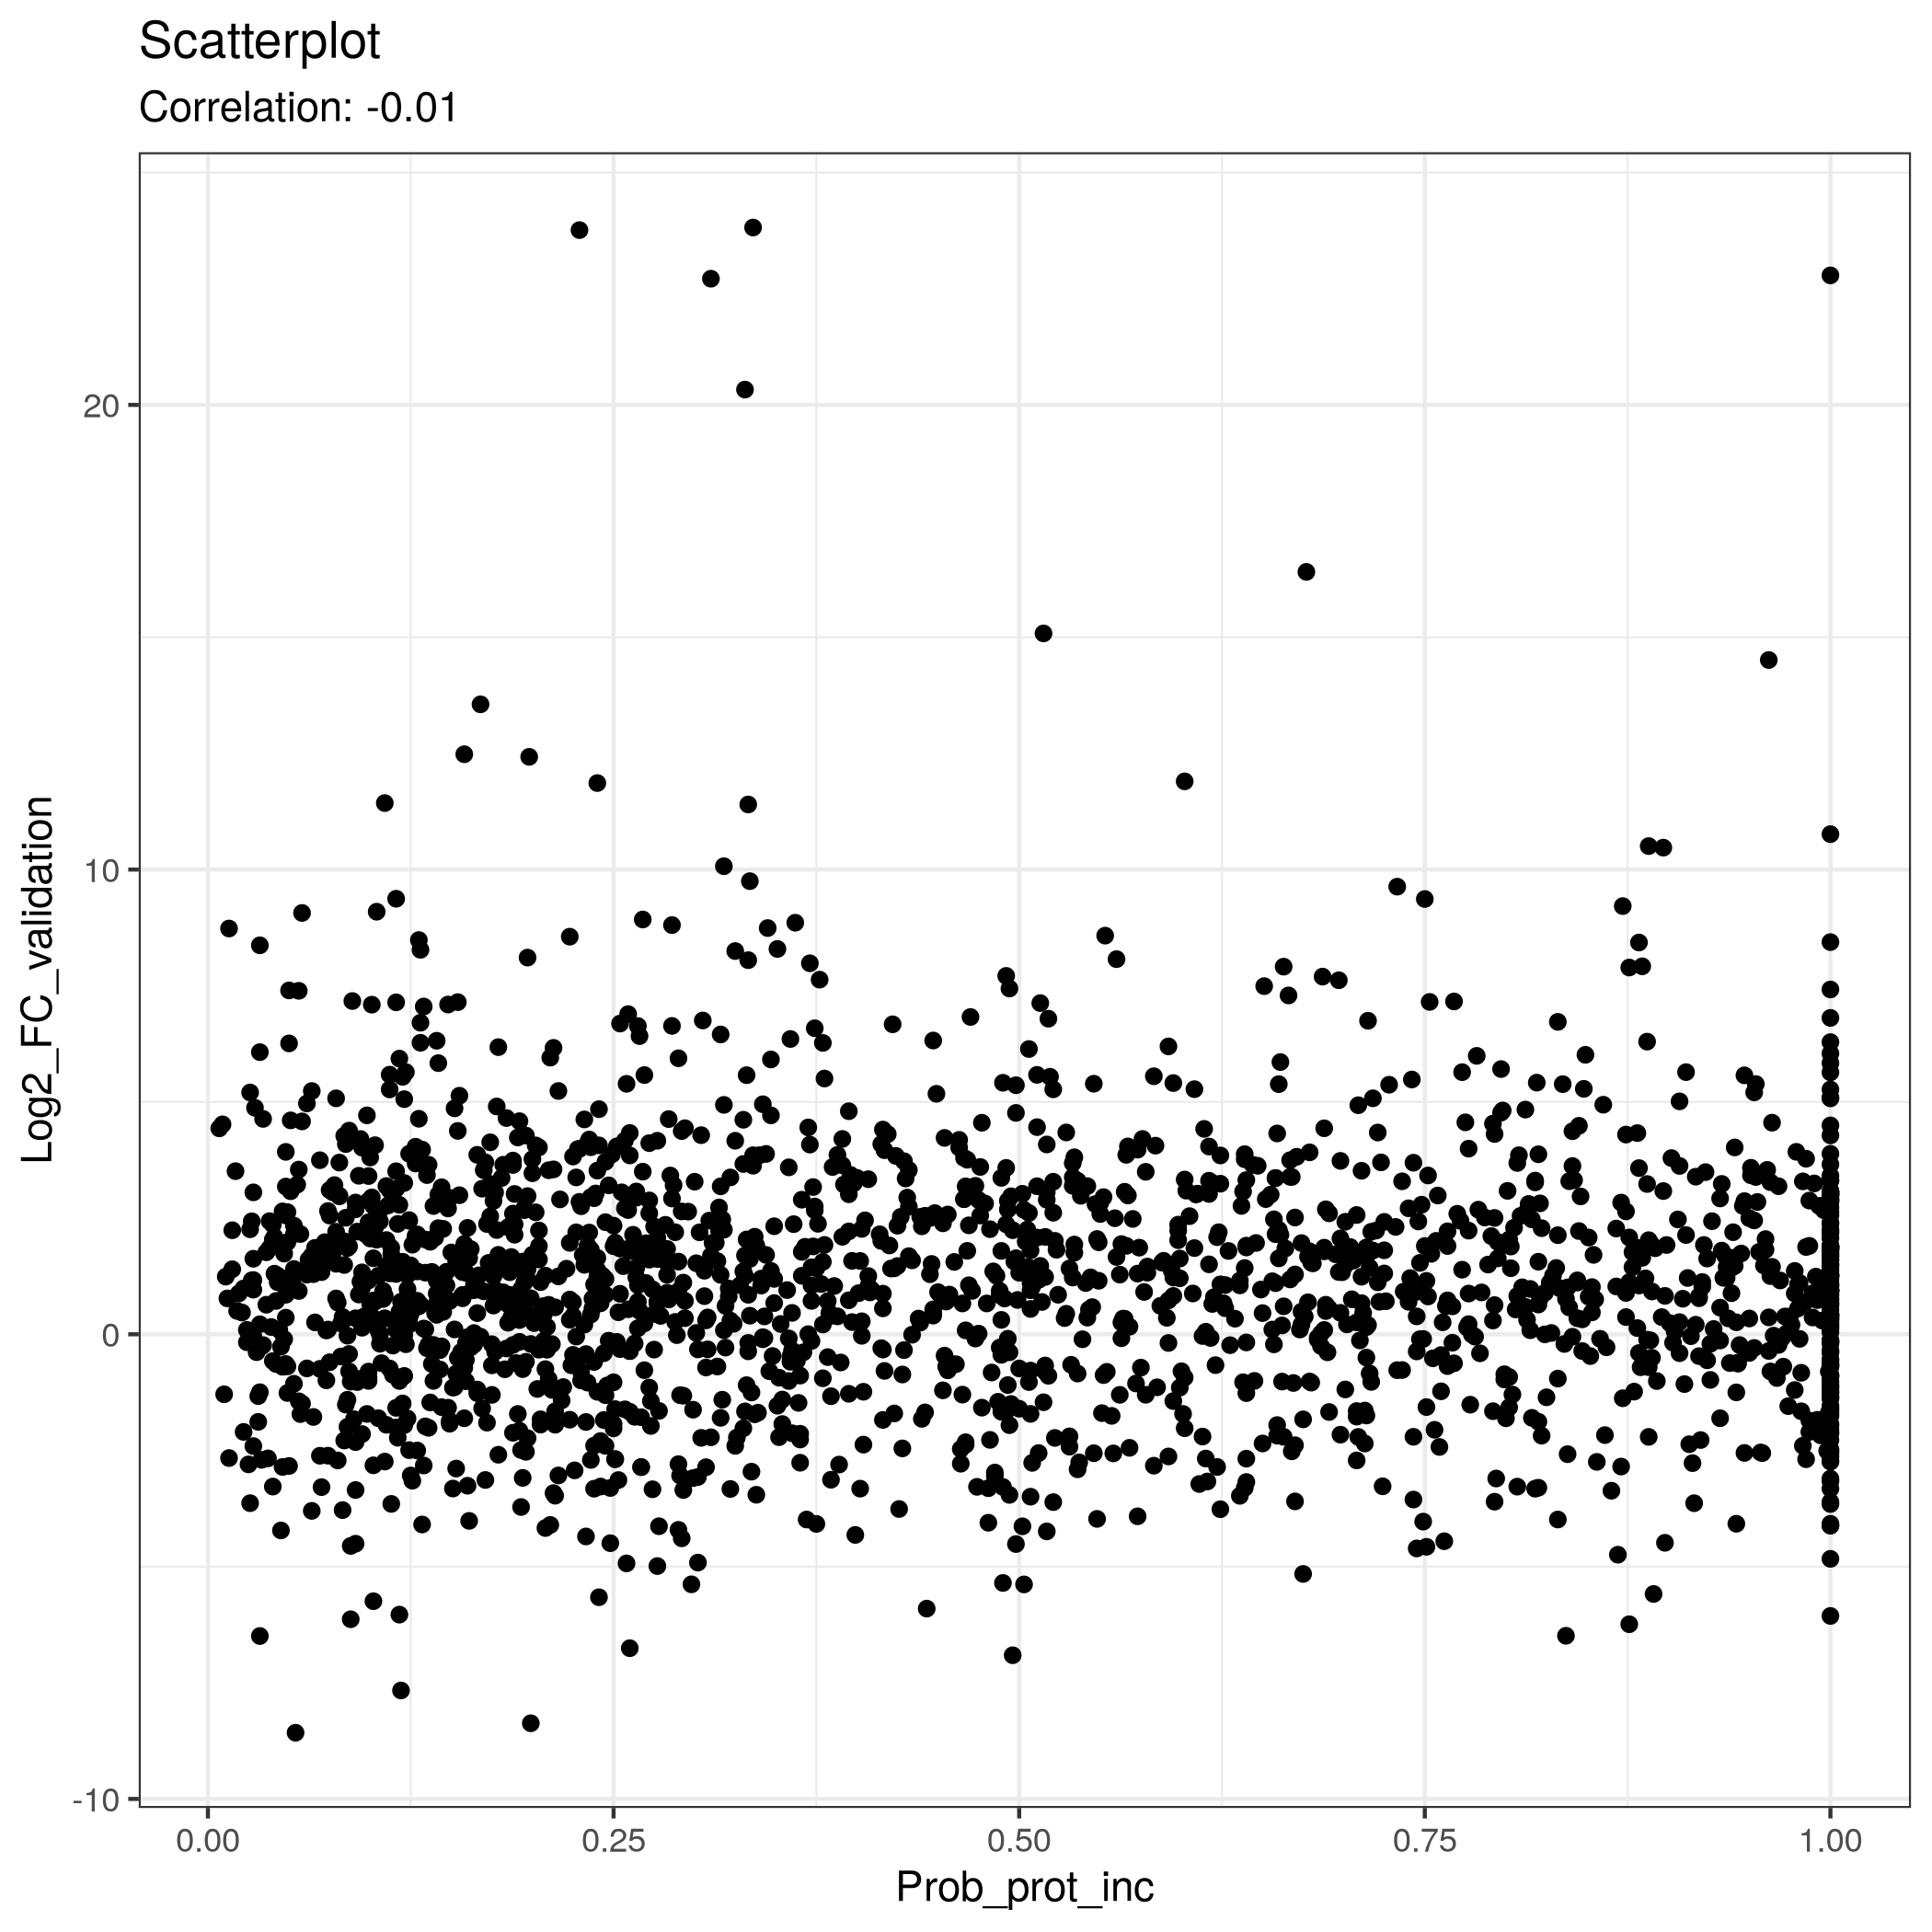 Scatterplot
Correlation: -0.01
Log2_FC_validation
20
10
0
-10
0.00
0.25
0.50
0.75
1.00
Prob_prot_inc